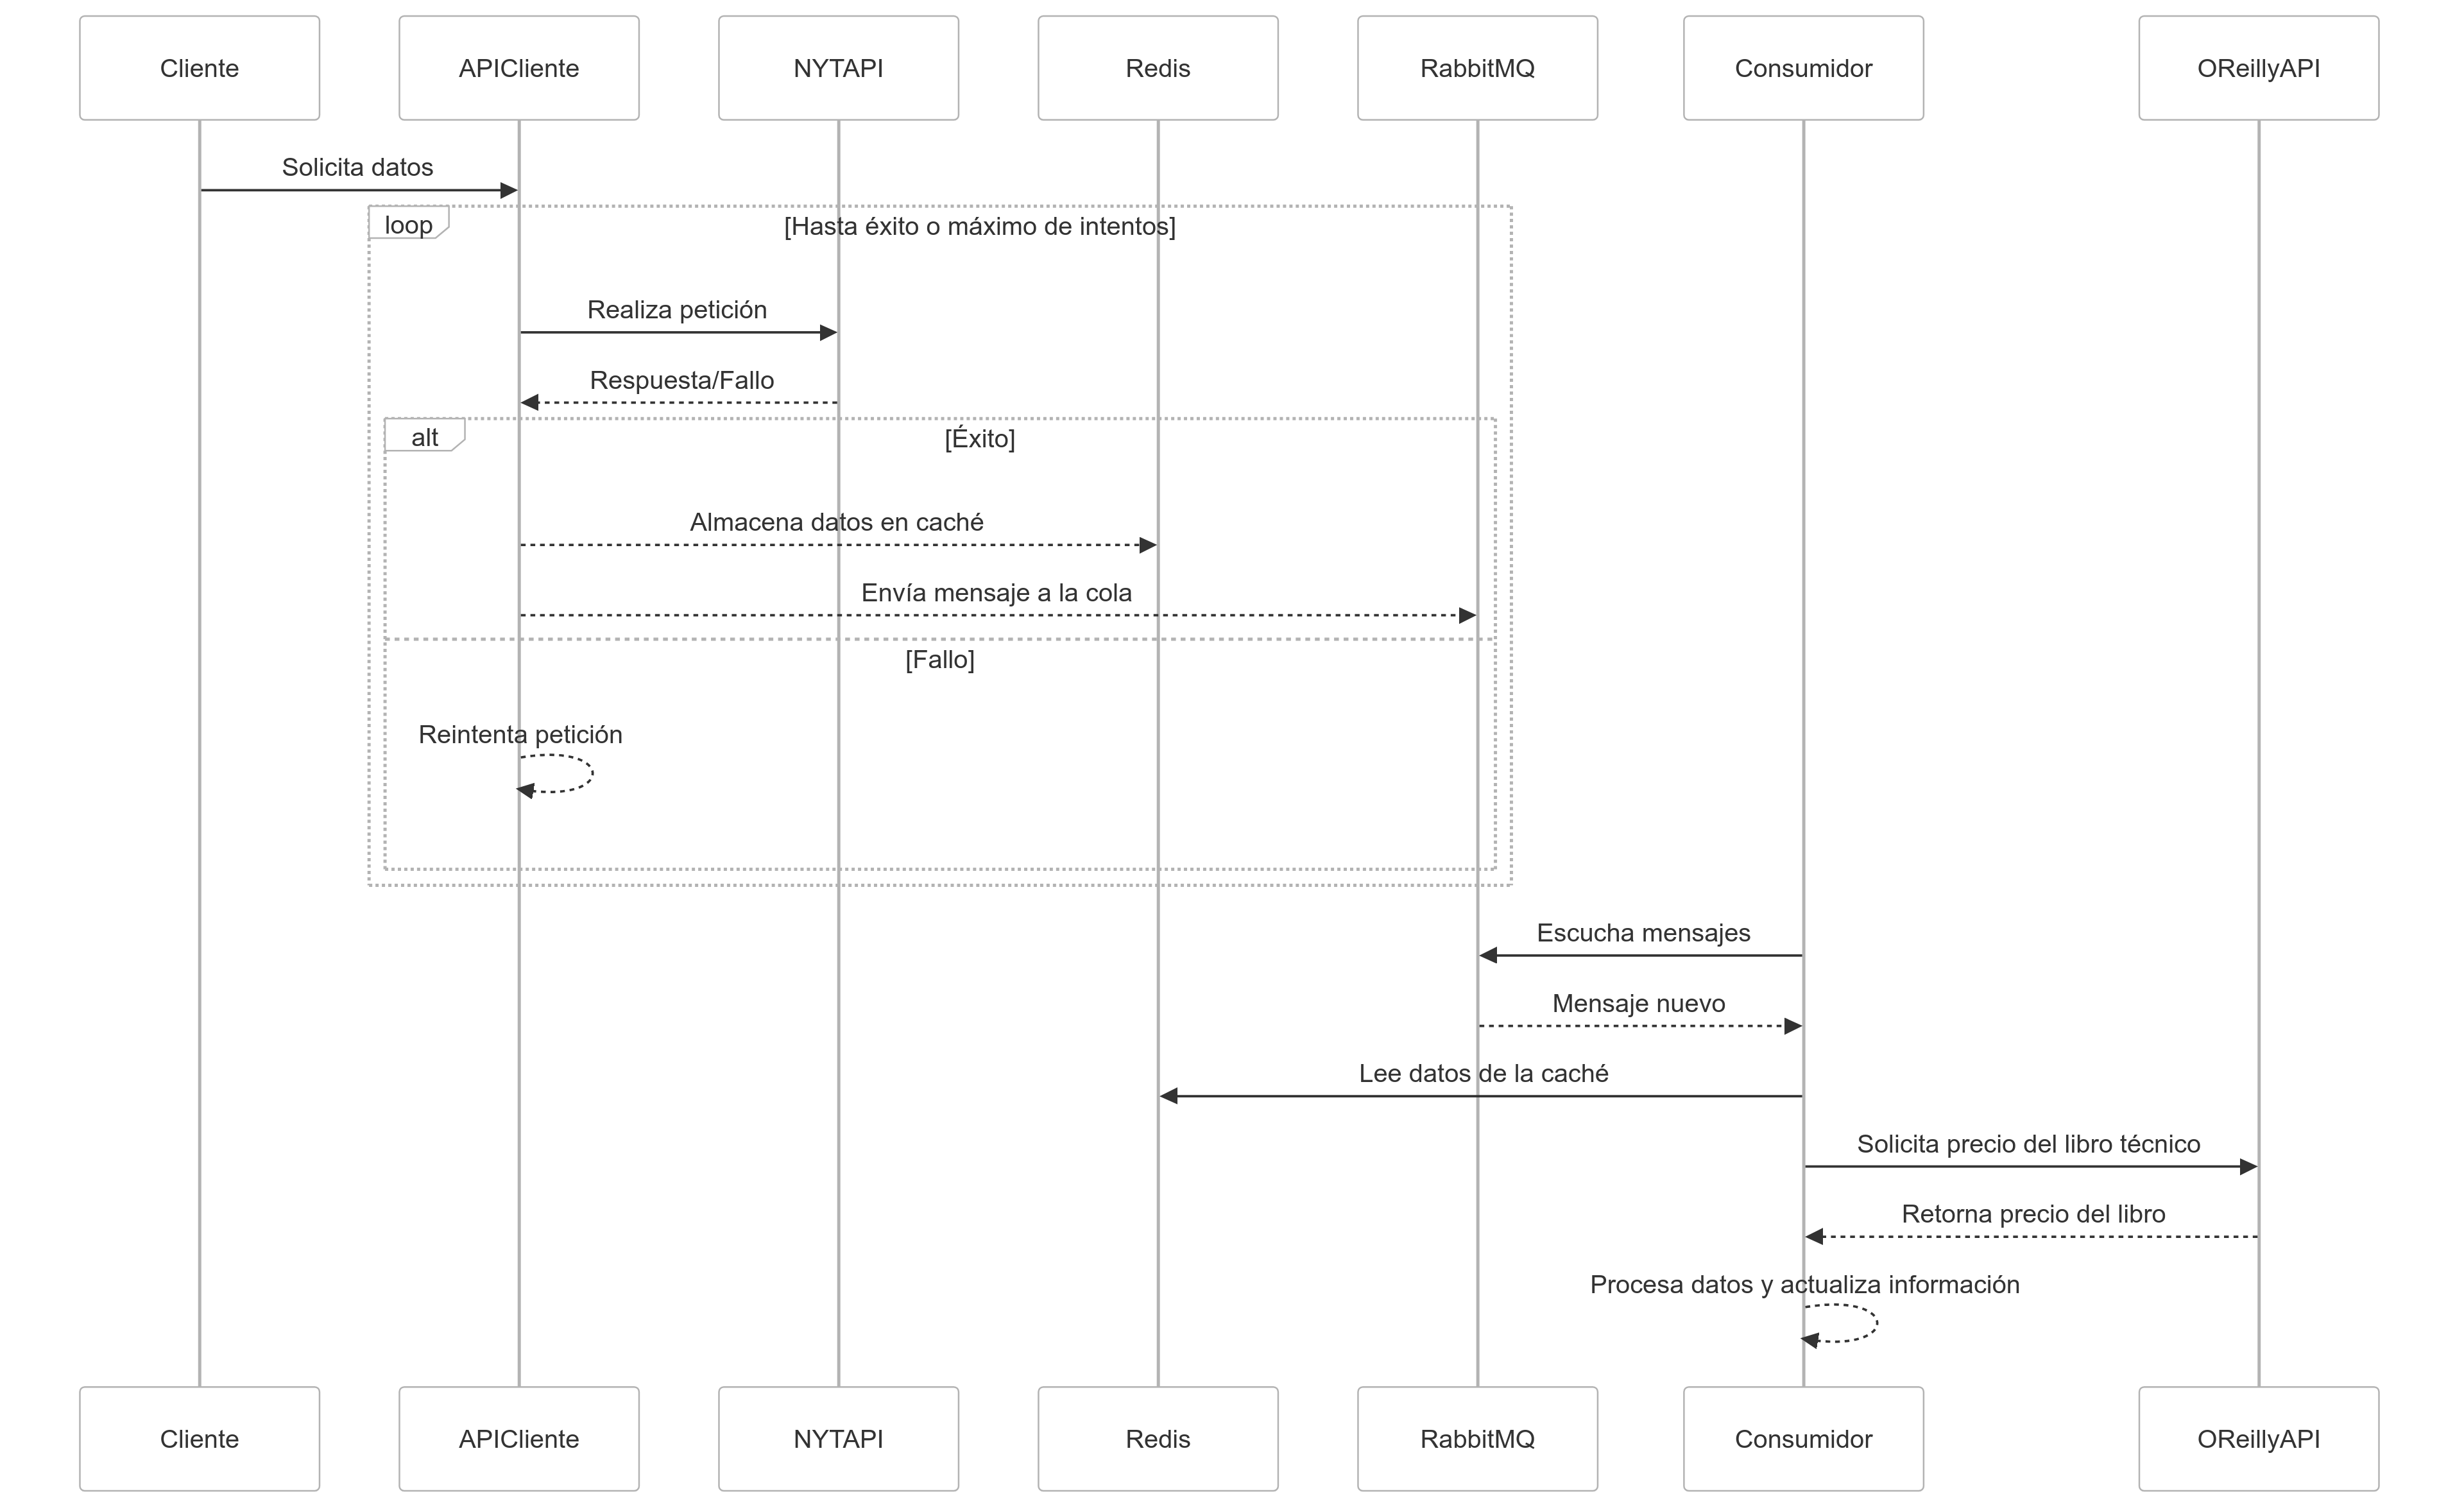 Cliente
APICliente
NYTAPI
Redis
RabbitMQ
Consumidor
OReillyAPI
Solicita datos
loop
[Hasta éxito o máximo de intentos]
Realiza petición
Respuesta/Fallo
alt
[Éxito]
Almacena datos en caché
Envía mensaje a la cola
[Fallo]
Reintenta petición
Escucha mensajes
Mensaje nuevo
Lee datos de la caché
Solicita precio del libro técnico
Retorna precio del libro
Procesa datos y actualiza información
Cliente
APICliente
NYTAPI
Redis
RabbitMQ
Consumidor
OReillyAPI